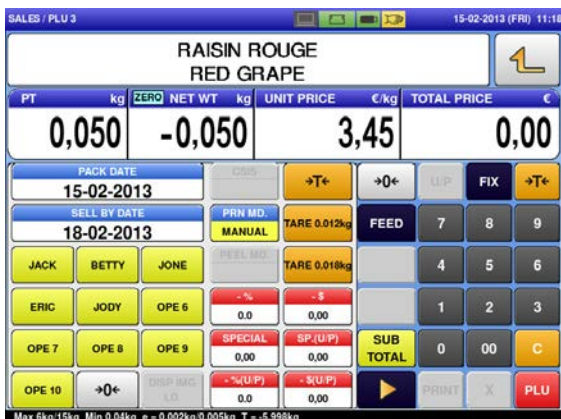 SALES / PLU 3
15-02-2013 (FRI) 11:18
RAISIN ROUGE
RED GRAPE
PT kg ZERO NET WT kg UNIT PRICE €/kg TOTAL PRICE €
0,050 -0,050 3,45 0,00
PACK DATE
15-02-2013
CSIS →T← →0← U/P FIX →T←
SELL BY DATE
18-02-2013
PRN MD.
MANUAL
TARE 0.012kg FEED 7 8 9
JACK BETTY JONE PEEL MD. TARE 0.018kg 4 5 6
ERIC JODY OPE 6
- %
0.0
- $
0,00
1 2 3
OPE 7 OPE 8 OPE 9
SPECIAL
0,00
SP.(U/P)
0,00
SUB
TOTAL
0 00 C
OPE 10 →0←
DISP IMG
- %(U/P)
0.0
- $(U/P)
0,00
PRINT X PLU
Max 6kg/15kg Min 0.04kg e = 0.002kg/0.005kg T = -5.998kg